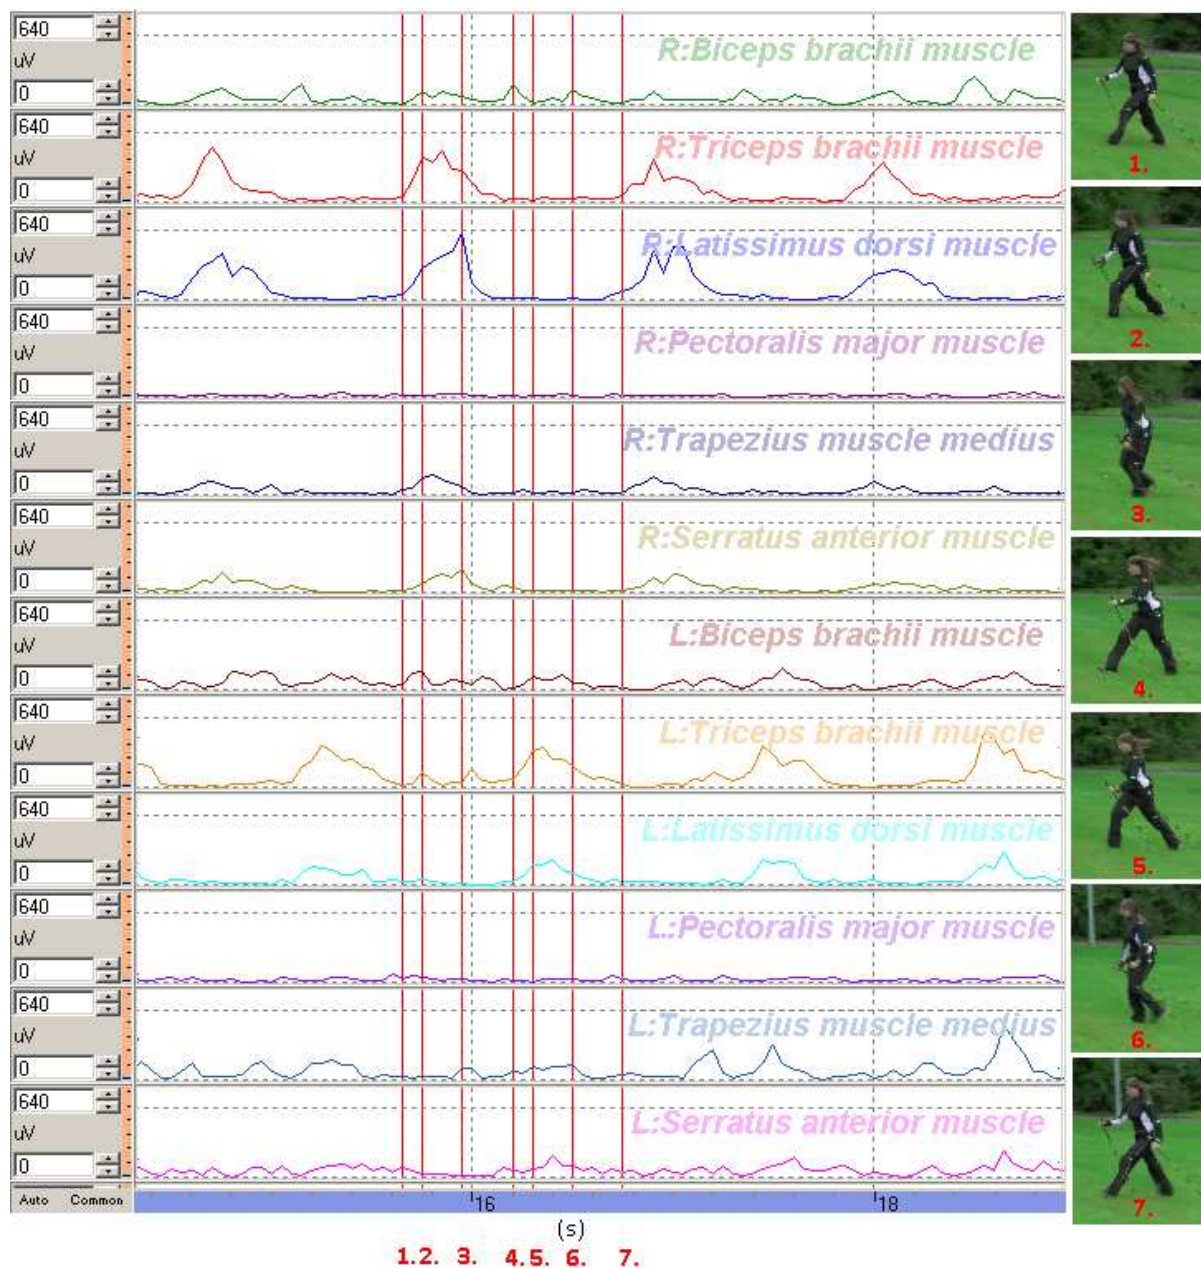 640
uV
0
R:Biceps brachii muscle
640
uV
0
R:Triceps brachii muscle
640
uV
0
R:Latissimus dorsi muscle
640
uV
0
R:Pectoralis major muscle
640
uV
0
R:Trapezius muscle medius
640
uV
0
R:Serratus anterior muscle
640
uV
0
L:Biceps brachii muscle
640
uV
0
L:Triceps brachii muscle
640
uV
0
L:Latissimus dorsi muscle
640
uV
0
L:Pectoralis major muscle
640
uV
0
L:Trapezius muscle medius
640
uV
0
L:Serratus anterior muscle
Auto Common
16 18
(s)
1. 2. 3. 4. 5. 6. 7.
1.
2.
3.
4.
5.
6.
7.